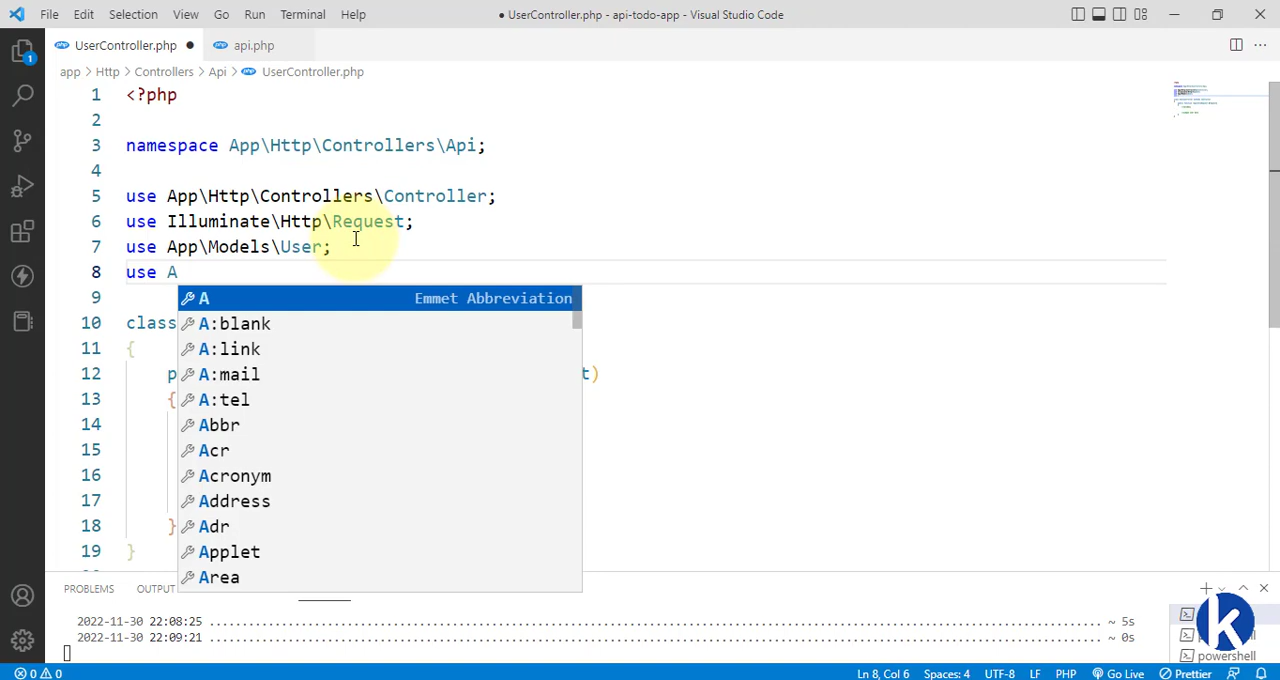 File Edit Selection View Go Run Terminal Help ● UserController.php - api-todo-app - Visual Studio Code
UserController.php ● api.php
app > Http > Controllers > Api > UserController.php
1 <?php
2
3 namespace App\Http\Controllers\Api;
4
5 use App\Http\Controllers\Controller;
6 use Illuminate\Http\Request;
7 use App\Models\User;
8 use A
9 A Emmet Abbreviation
10 class A:blank
11 { A:link
12 p A:mail t)
13 { A:tel
14 Abbr
15 Acr
16 Acronym
17 Address
18 } Adr
19 } Applet
Area
PROBLEMS OUTPUT
2022-11-30 22:08:25 ........ ~ 5s
2022-11-30 22:09:21 ........ ~ 0s
k
powershell
1
0 0 Ln 8, Col 6 Spaces: 4 UTF-8 LF PHP Go Live Prettier